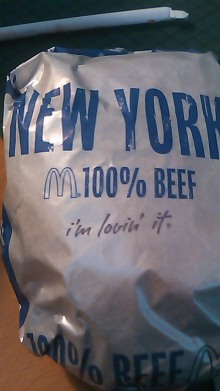 NEW YORK
100% BEEF
i'm lovin' it.
100% BEEF